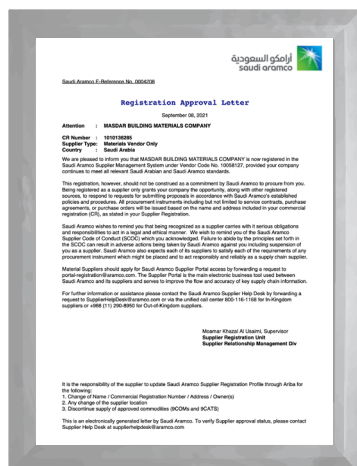 أرامكو السعودية
saudi aramco
Saudi Aramco E-Reference No. 0004208
Registration Approval Letter
September 08, 2021
Attention : MASDAR BUILDING MATERIALS COMPANY
CR Number : 1010136285
Supplier Type: Materials Vendor Only
Country : Saudi Arabia
We are pleased to inform you that MASDAR BUILDING MATERIALS COMPANY is now registered in the
Saudi Aramco Supplier Management System under Vendor Code No. 10058127, provided your company
continues to meet all relevant Saudi Arabian and Saudi Aramco standards.
This registration, however, should not be construed as a commitment by Saudi Aramco to procure from you.
Being registered as a supplier only grants your company the opportunity, along with other registered
sources, to respond to requests for submitting proposals in accordance with Saudi Aramco's established
policies and procedures. All procurement instruments including but not limited to service contracts, purchase
agreements, or purchase orders will be issued based on the name and address included in your commercial
registration (CR), as stated in your Supplier Registration.
Saudi Aramco wishes to remind you that being recognized as a supplier carries with it serious obligations
and responsibilities to act in a legal and ethical manner. We wish to remind you of the Saudi Aramco
Supplier Code of Conduct (SCOC) which you acknowledged. Failure to abide by the principles set forth in
the SCOC can result in adverse actions being taken by Saudi Aramco against you including suspension of
you as a supplier. Saudi Aramco also expects each of its suppliers to satisfy each of the requirements of any
procurement instrument which might be placed and to act responsibly and reliably as a supply chain supplier.
Material Suppliers should apply for Saudi Aramco Supplier Portal access by forwarding a request to
portal-registration@aramco.com. The Supplier Portal is the main electronic business tool used between
Saudi Aramco and its suppliers and serves to improve the flow and accuracy of key supply chain information.
For further information or assistance please contact the Saudi Aramco Supplier Help Desk by forwarding a
request to SupplierHelpDesk@aramco.com or via the unified call center 800-116-1168 for In-Kingdom
suppliers or +966 (11) 290-8950 for Out-of-Kingdom suppliers.
Moamar Khazal Al Usaimi, Supervisor
Supplier Registration Unit
Supplier Relationship Management Div
It is the responsibility of the supplier to update Saudi Aramco Supplier Registration Profile through Ariba for
the following:
1. Change of Name / Commercial Registration Number / Address / Owner(s)
2. Any change of the supplier location
3. Discontinue supply of approved commodities (9COMs and 9CATS)
This is an electronically generated letter by Saudi Aramco. To verify Supplier approval status, please contact
Supplier Help Desk at supplierhelpdesk@aramco.com